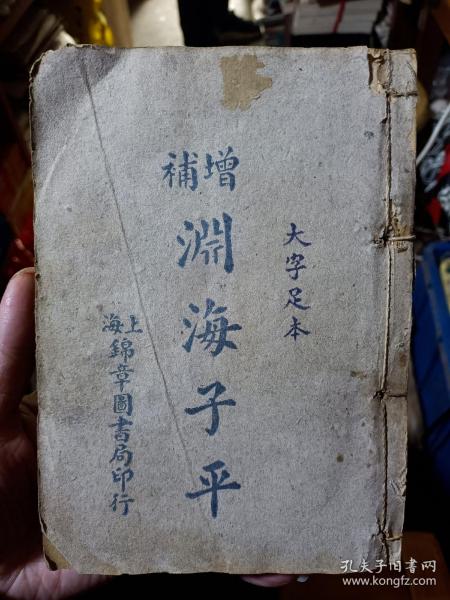 大字足本
增補
淵海子平
上海
錦章圖書局印行
孔夫子旧书网
www.kongfz.com